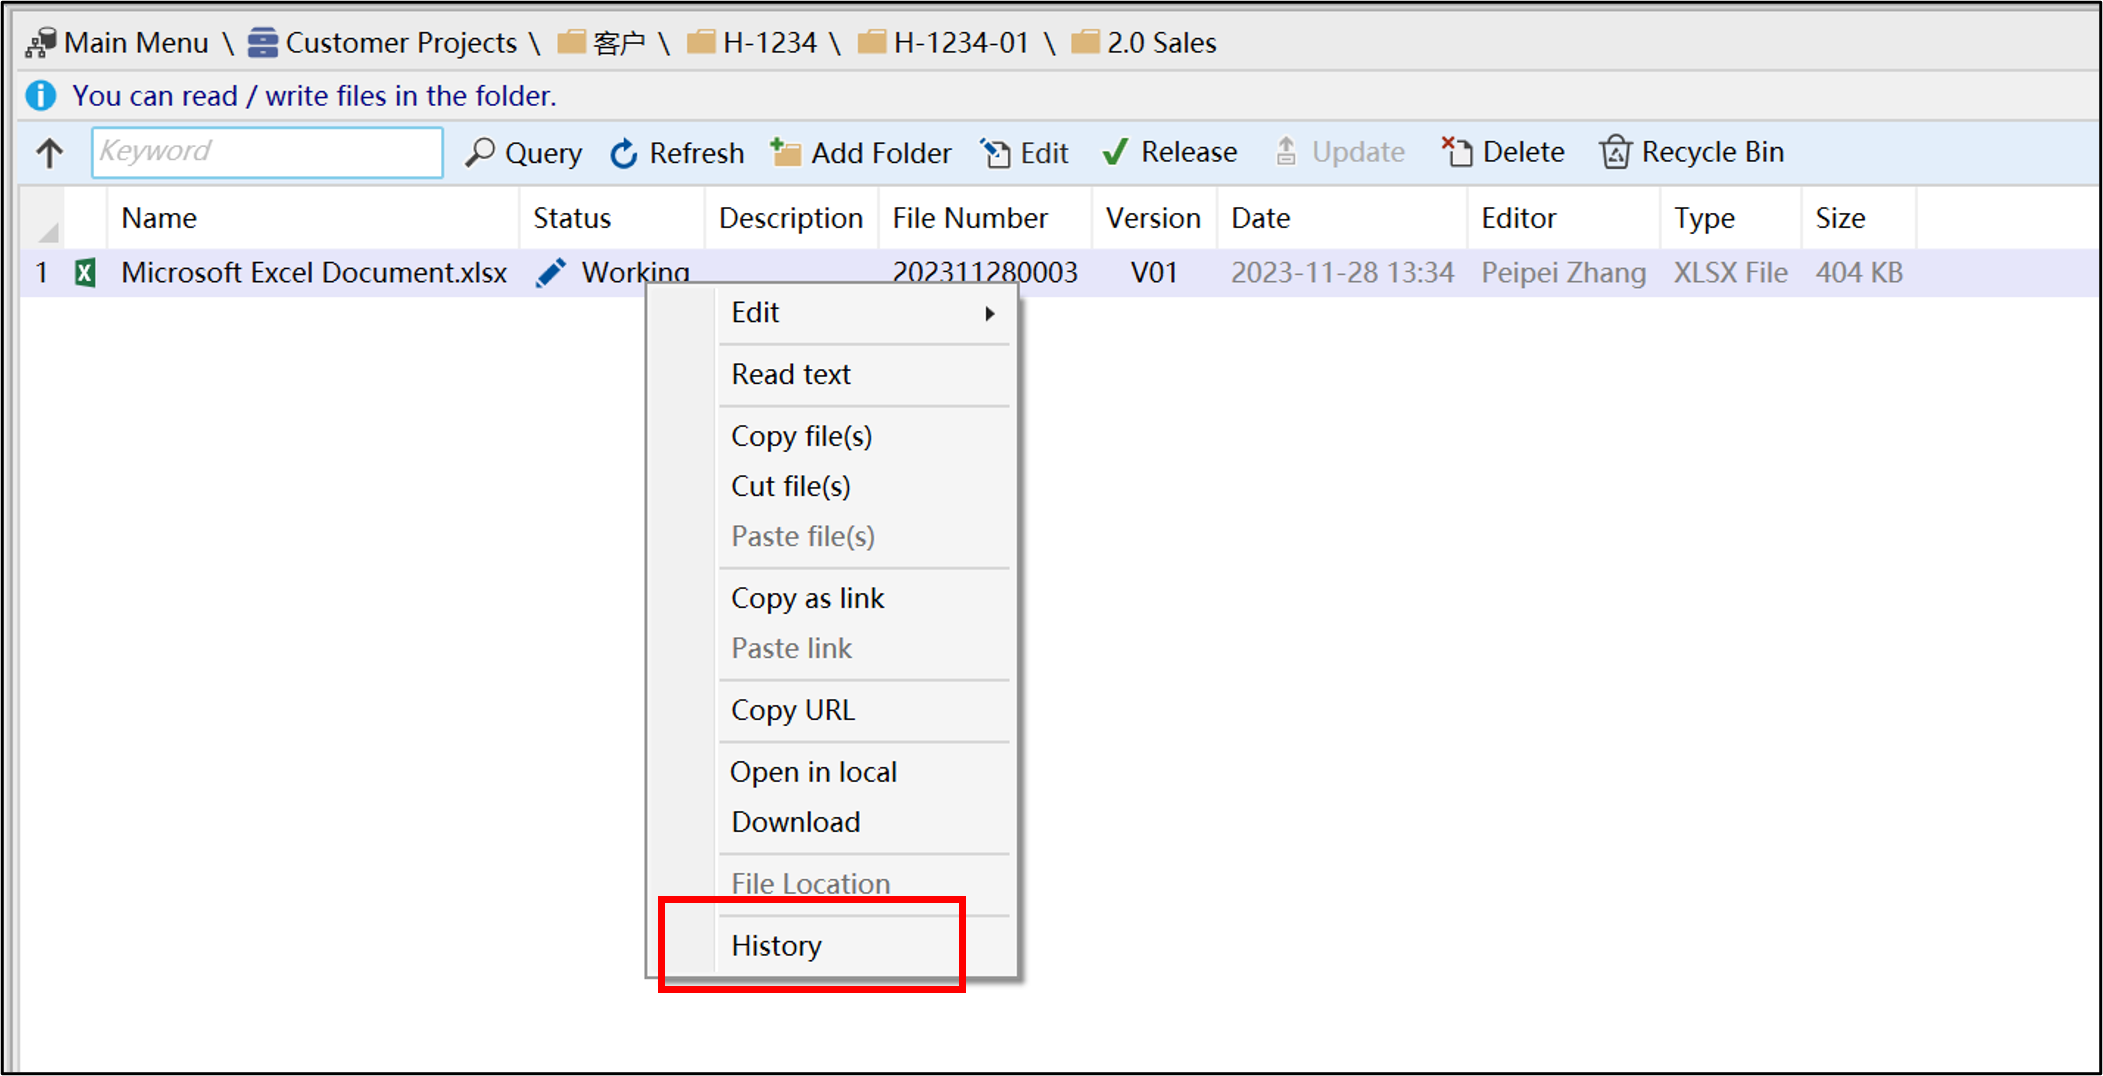 Main Menu \ Customer Projects \ 客户 \ H-1234 \ H-1234-01 \ 2.0 Sales
You can read / write files in the folder.
Keyword Query Refresh Add Folder Edit Release Update Delete Recycle Bin
Name Status Description File Number Version Date Editor Type Size
1 Microsoft Excel Document.xlsx Working 202311280003 V01 2023-11-28 13:34 Peipei Zhang XLSX File 404 KB
Edit
Read text
Copy file(s)
Cut file(s)
Paste file(s)
Copy as link
Paste link
Copy URL
Open in local
Download
File Location
History